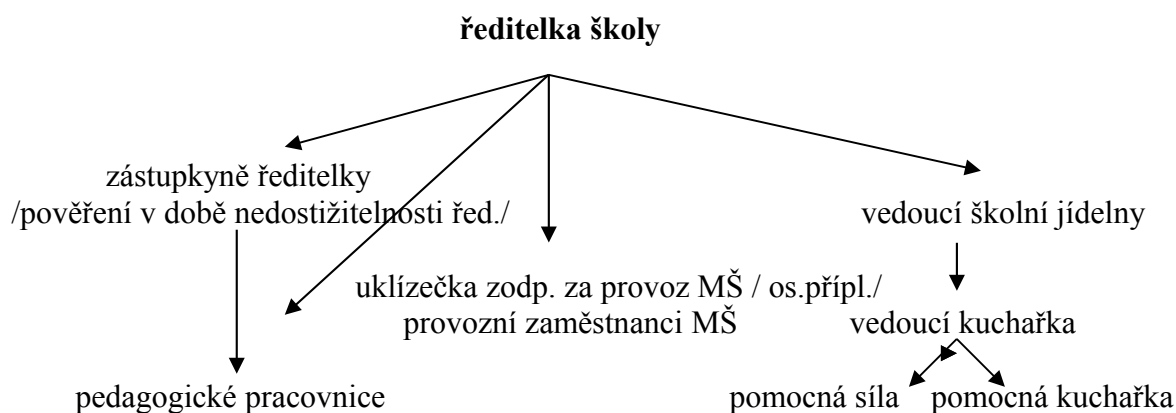 ředitelka školy
zástupkyně ředitelky
/pověření v době nedostižitelnosti řed./
vedoucí školní jídelny
uklízečka zodp. za provoz MŠ / os.přípl./
provozní zaměstnanci MŠ
vedoucí kuchařka
pedagogické pracovnice
pomocná síla
pomocná kuchařka